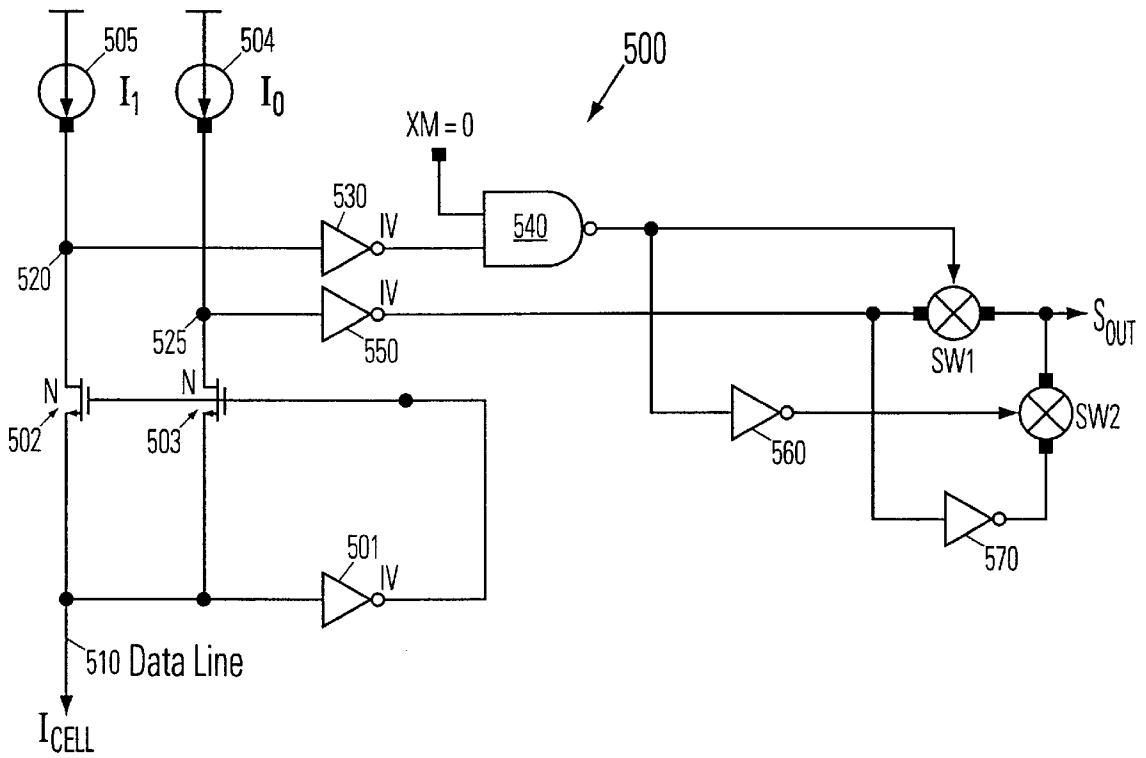 505
504
500
I1
I0
XM = 0
530
IV
540
520
IV
525
550
SOUT
SW1
N
N
502
503
SW2
560
570
501
IV
510 Data Line
ICELL